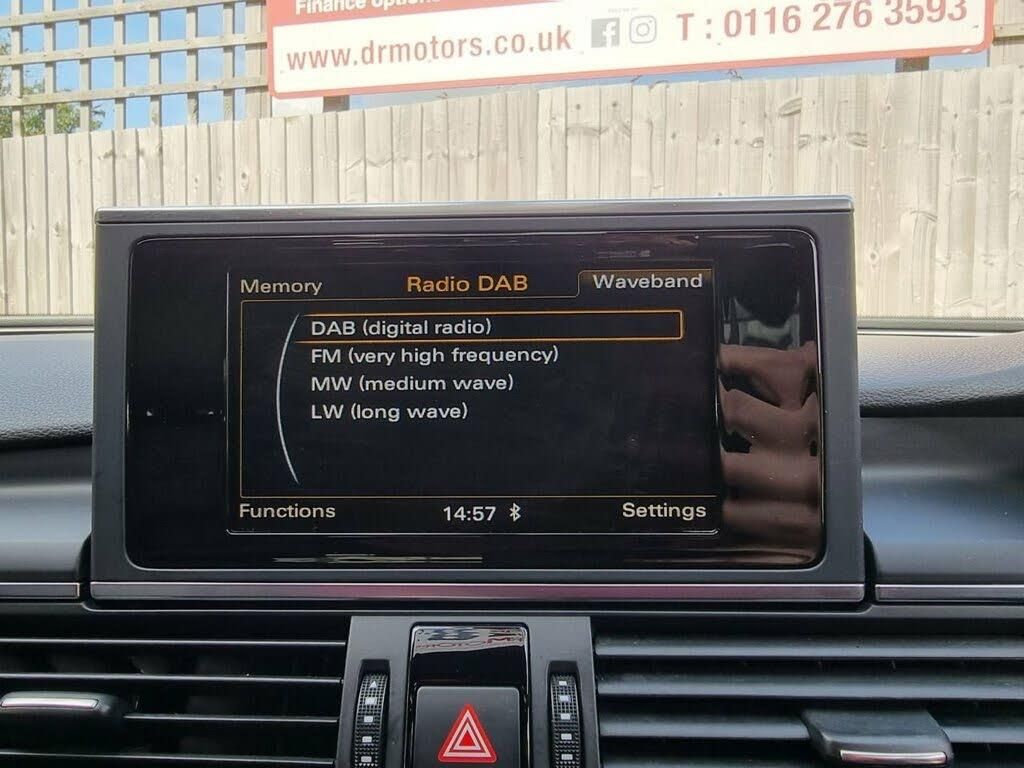 Finance options
www.drmotors.co.uk T : 0116 276 3593
Memory Radio DAB Waveband
DAB (digital radio)
FM (very high frequency)
MW (medium wave)
LW (long wave)
Functions 14:57 Settings